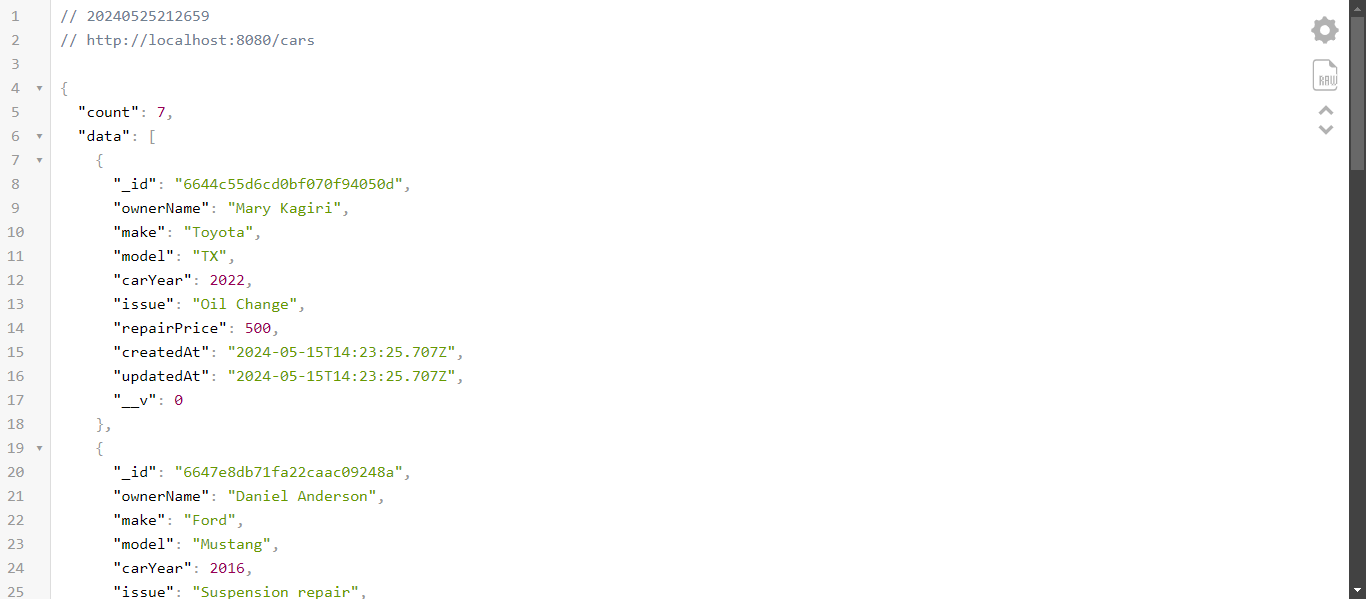 1 // 20240525212659
2 // http://localhost:8080/cars
3
4 {
5 "count": 7,
6 "data": [
7 {
8 "_id": "6644c55d6cd0bf070f94050d",
9 "ownerName": "Mary Kagiri",
10 "make": "Toyota",
11 "model": "TX",
12 "carYear": 2022,
13 "issue": "Oil Change",
14 "repairPrice": 500,
15 "createdAt": "2024-05-15T14:23:25.707Z",
16 "updatedAt": "2024-05-15T14:23:25.707Z",
17 "__v": 0
18 },
19 {
20 "_id": "6647e8db71fa22caac09248a",
21 "ownerName": "Daniel Anderson",
22 "make": "Ford",
23 "model": "Mustang",
24 "carYear": 2016,
25 "issue": "Suspension repair",
RAW